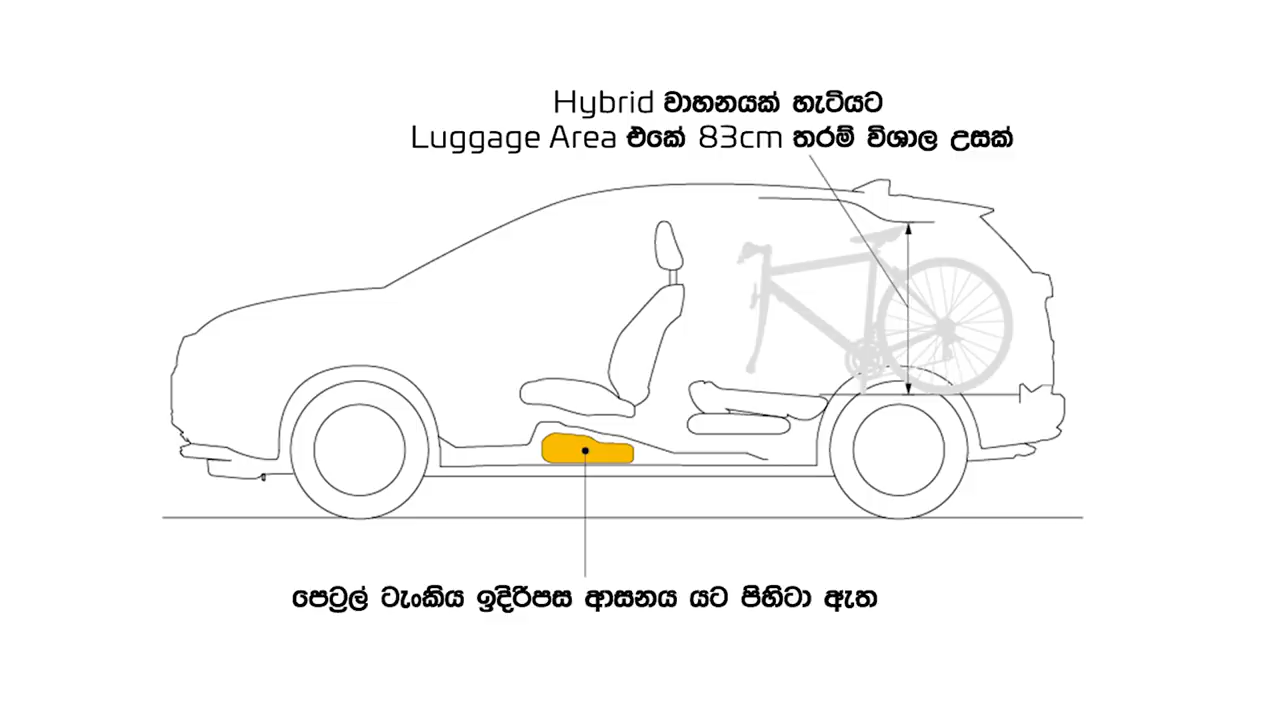 Hybrid වාහනයක් හැටියට
Luggage Area එකේ 83cm තරම් විශාල උසක්
පෙට්‍රල් ටැංකිය ඉදිරිපස ආසනය යට පිහිටා ඇත